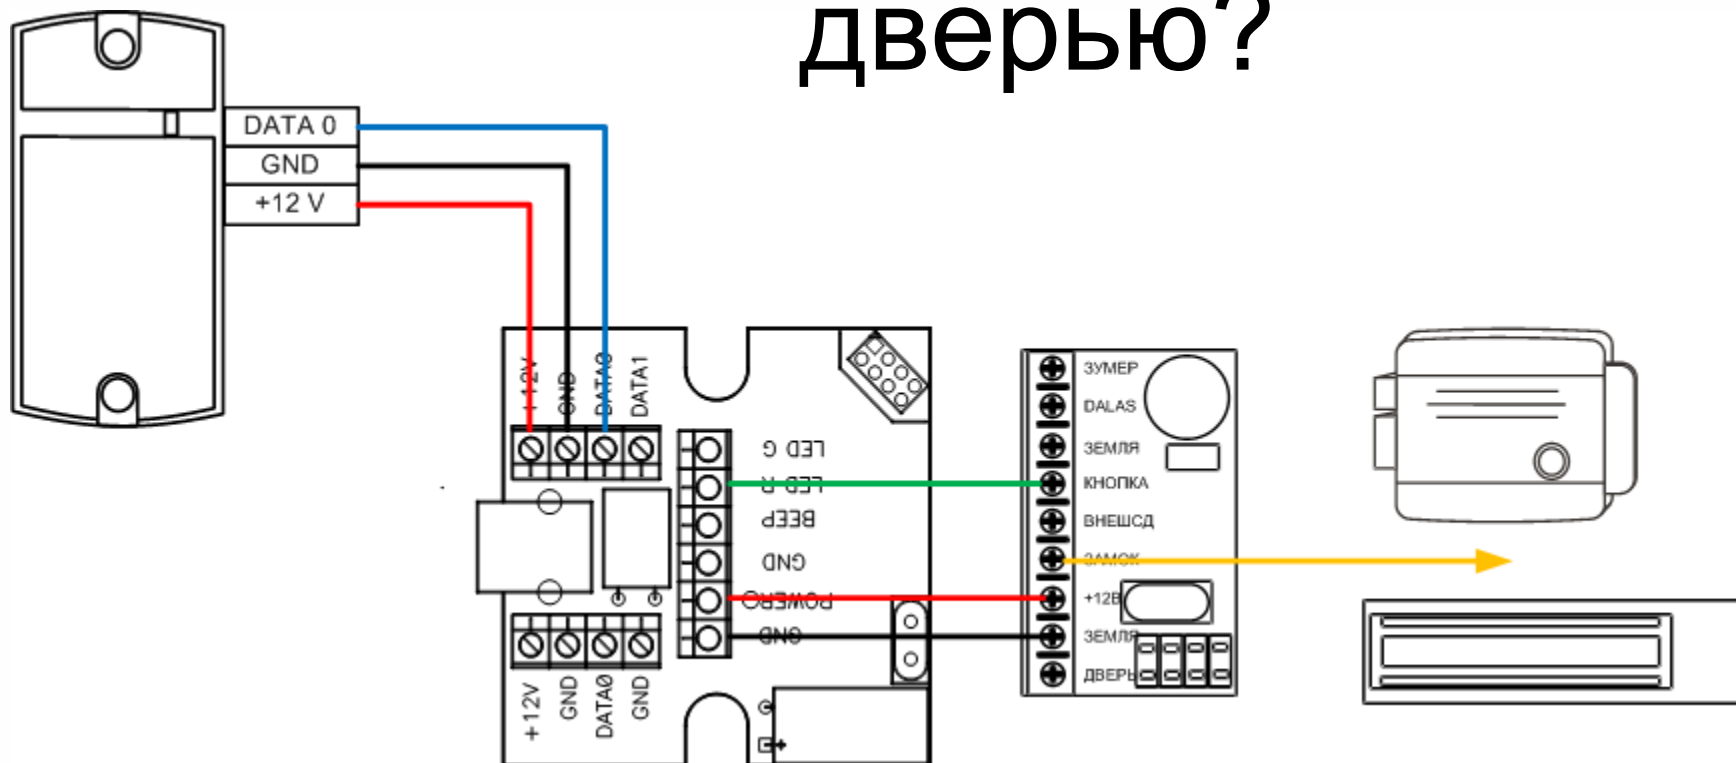 дверью?
DATA 0
GND
+12 V
+12V
GND
DATA0
DATA1
LED G
LED R
BEEP
GND
POWER
GND
+12V
GND
DATA0
GND
ЗУМЕР
DALAS
ЗЕМЛЯ
КНОПКА
ВНЕШСД
ЗАМОК
+12В
ЗЕМЛЯ
ДВЕРЬ